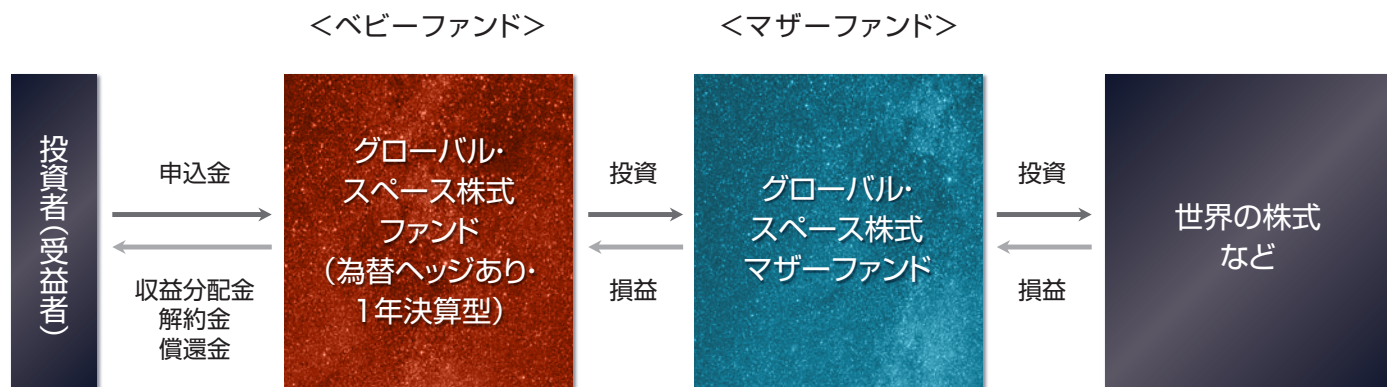 ＜ベビーファンド＞
＜マザーファンド＞
投資者(受益者)
申込金
収益分配金
解約金
償還金
グローバル・
スペース株式
ファンド
(為替ヘッジあり・
1年決算型)
投資
損益
グローバル・
スペース株式
マザーファンド
投資
損益
世界の株式
など